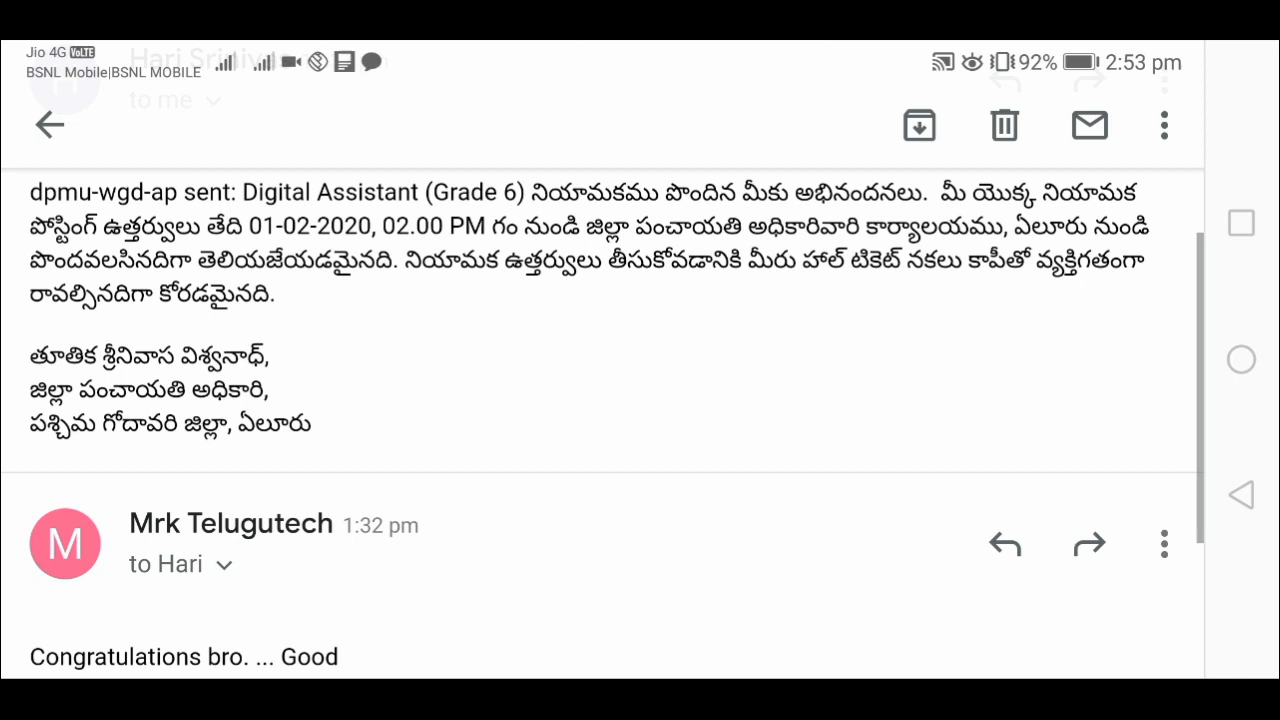 Jio 4G VoLTE
BSNL Mobile|BSNL MOBILE
92% 2:53 pm
Hari Srinivas
to me
dpmu-wgd-ap sent: Digital Assistant (Grade 6) నియామకము పొందిన మీకు అభినందనలు. మీ యొక్క నియామక
పోస్టింగ్ ఉత్తర్వులు తేది 01-02-2020, 02.00 PM గం నుండి జిల్లా పంచాయతి అధికారివారి కార్యాలయము, ఏలూరు నుండి
పొందవలసినదిగా తెలియజేయడమైనది. నియామక ఉత్తర్వులు తీసుకోవడానికి మీరు హాల్ టికెట్ నకలు కాపీతో వ్యక్తిగతంగా
రావల్సినదిగా కోరడమైనది.
తూతిక శ్రీనివాస విశ్వనాధ్,
జిల్లా పంచాయతి అధికారి,
పశ్చిమ గోదావరి జిల్లా, ఏలూరు
M
Mrk Telugutech 1:32 pm
to Hari
Congratulations bro. ... Good